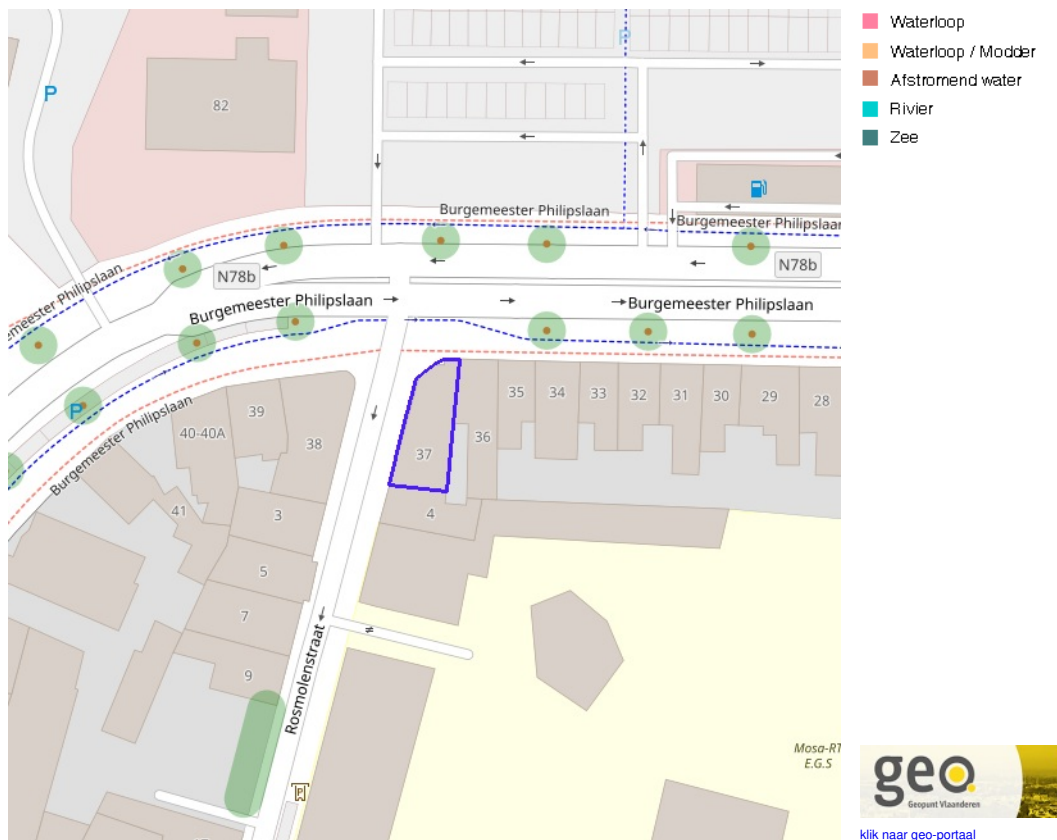 P
P
82
Burgemeester Philipslaan
Burgemeester Philipslaan
N78b
N78b
emeester Philipslaan
Burgemeester Philipslaan
Burgemeester Philipslaan
P
Burgemeester Philipslaan
35
34
33
32
31
30
29
28
39
40-40A
38
36
37
41
3
4
5
7
9
Rosmolenstraat
P
Mosa-RT
E.G.S
Waterloop
Waterloop / Modder
Afstromend water
Rivier
Zee
geo
Geopunt Vlaanderen
klik naar geo-portaal